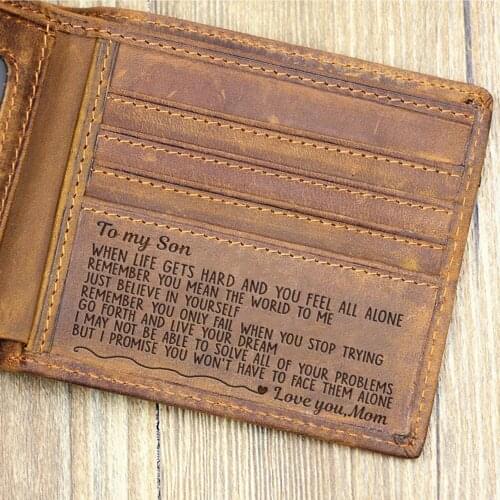 To my Son
WHEN LIFE GETS HARD AND YOU FEEL ALL ALONE
REMEMBER YOU MEAN THE WORLD TO ME
JUST BELIEVE IN YOURSELF
REMEMBER YOU ONLY FAIL WHEN YOU STOP TRYING
GO FORTH AND LIVE YOUR DREAM
I MAY NOT BE ABLE TO SOLVE ALL OF YOUR PROBLEMS
BUT I PROMISE YOU WON'T HAVE TO FACE THEM ALONE
Love you,Mom